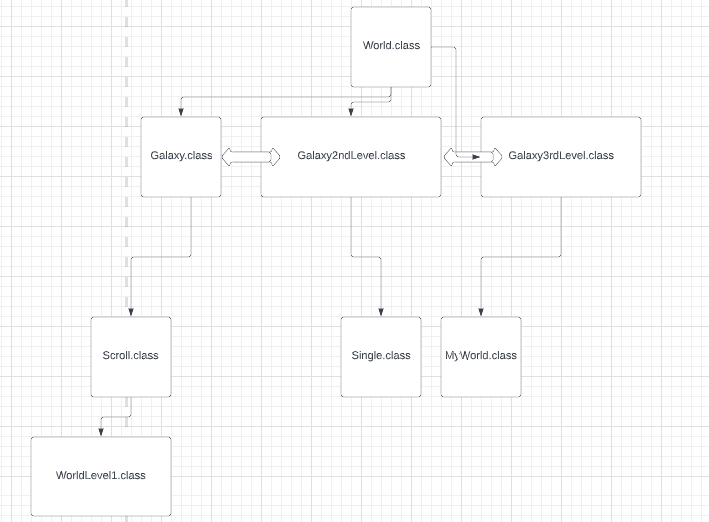 World.class
Galaxy.class
Galaxy2ndLevel.class
Galaxy3rdLevel.class
Scroll.class
Single.class
MyWorld.class
WorldLevel1.class